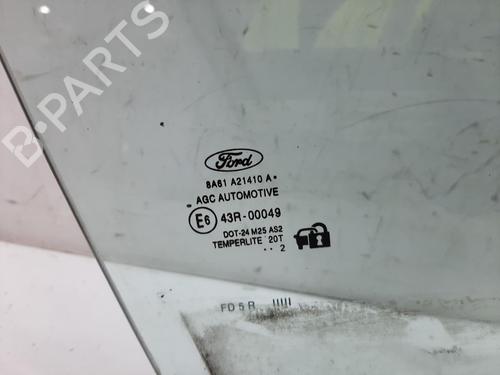 B-PARTS
Ford
8A61 A21410 A
AGC AUTOMOTIVE
E6 43R-00049
DOT-24 M25 AS2
TEMPERLITE 20T
.. 2
FD 5 R